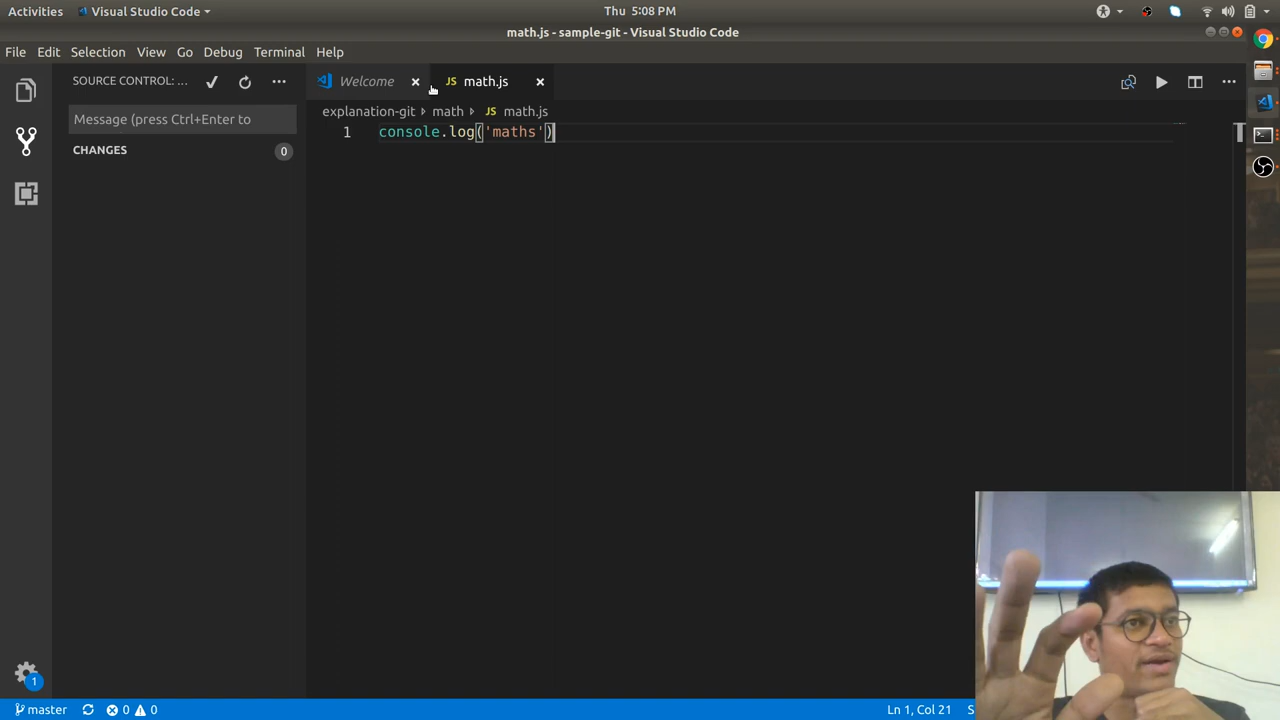 Activities
Visual Studio Code
Thu 5:08 PM
math.js - sample-git - Visual Studio Code
File Edit Selection View Go Debug Terminal Help
SOURCE CONTROL: ...
Welcome
JS math.js
explanation-git math JS math.js
Message (press Ctrl+Enter to
1 console.log('maths')
CHANGES
0
1
master
0
0
Ln 1, Col 21
S